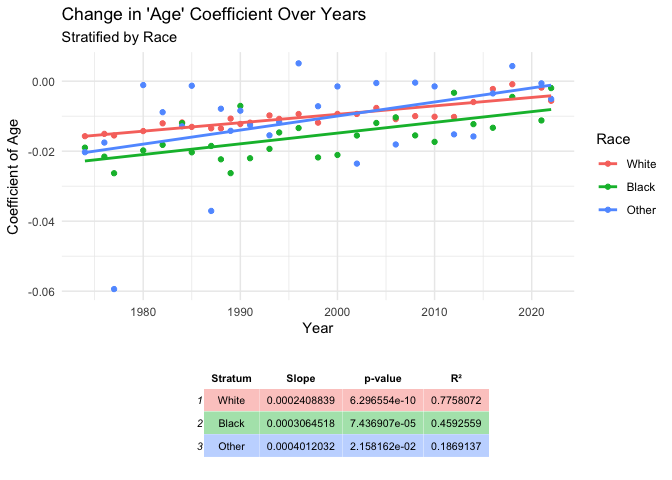 Change in 'Age' Coefficient Over Years
Stratified by Race
0.00
-0.02
-0.04
-0.06
Coefficient of Age
1980 1990 2000 2010 2020
Year
Race
White
Black
Other
Stratum Slope p-value R²
1 White 0.0002408839 6.296554e-10 0.7758072
2 Black 0.0003064518 7.436907e-05 0.4592559
3 Other 0.0004012032 2.158162e-02 0.1869137